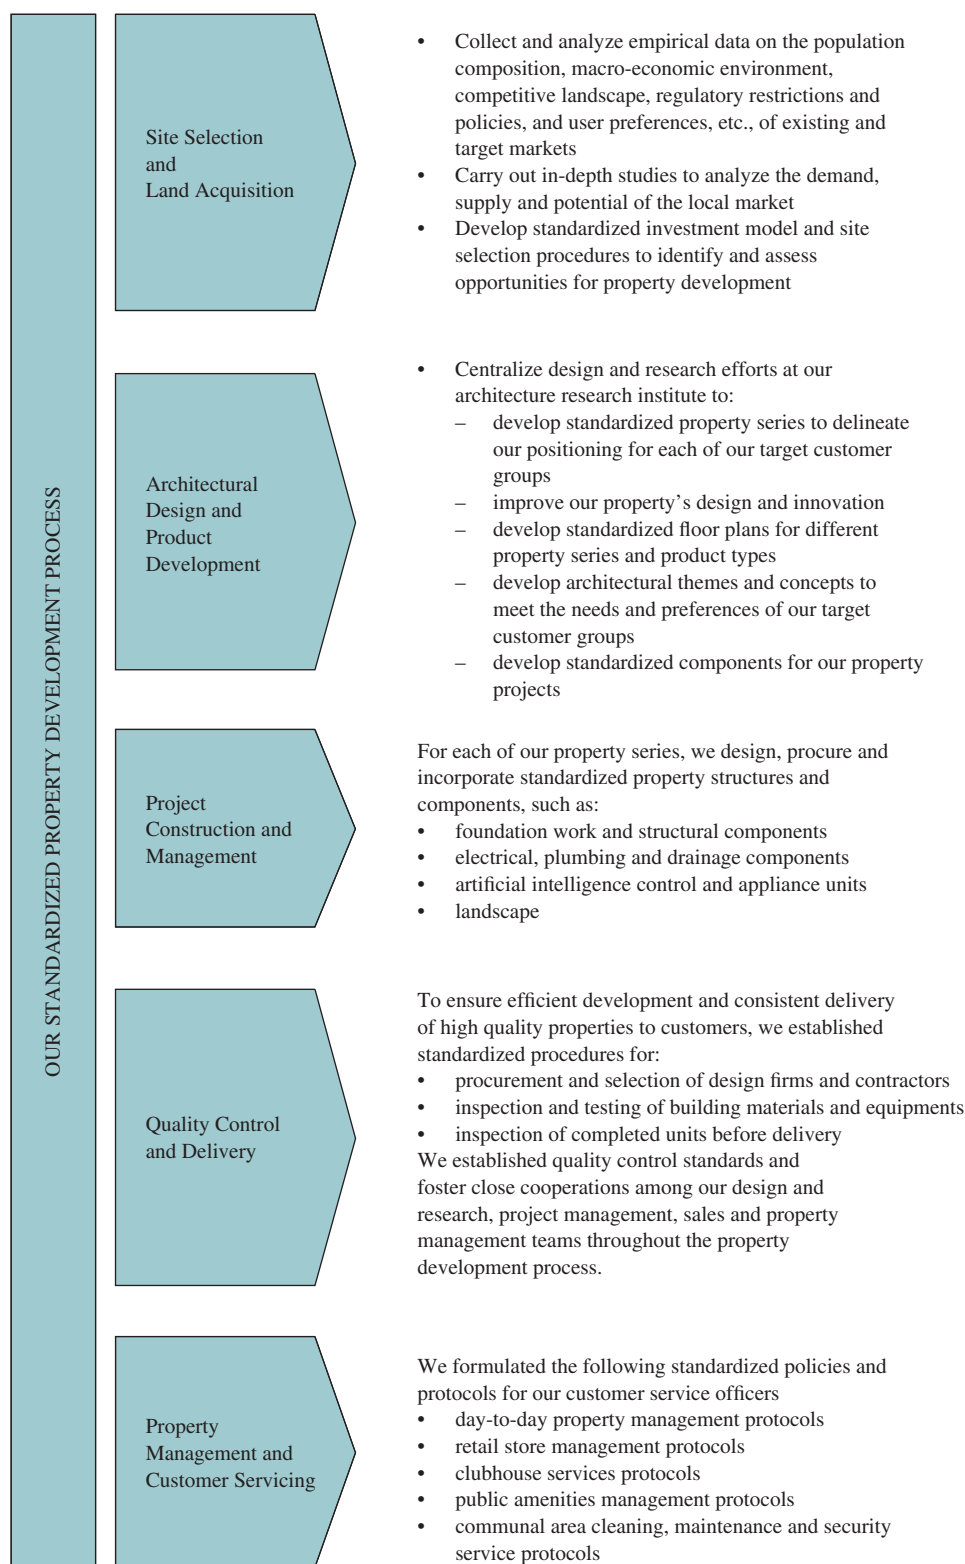 OUR STANDARDIZED PROPERTY DEVELOPMENT PROCESS
Site Selection
and
Land Acquisition
• Collect and analyze empirical data on the population
composition, macro-economic environment,
competitive landscape, regulatory restrictions and
policies, and user preferences, etc., of existing and
target markets
• Carry out in-depth studies to analyze the demand,
supply and potential of the local market
• Develop standardized investment model and site
selection procedures to identify and assess
opportunities for property development
Architectural
Design and
Product
Development
• Centralize design and research efforts at our
architecture research institute to:
– develop standardized property series to delineate
our positioning for each of our target customer
groups
– improve our property's design and innovation
– develop standardized floor plans for different
property series and product types
– develop architectural themes and concepts to
meet the needs and preferences of our target
customer groups
– develop standardized components for our property
projects
Project
Construction and
Management
For each of our property series, we design, procure and
incorporate standardized property structures and
components, such as:
• foundation work and structural components
• electrical, plumbing and drainage components
• artificial intelligence control and appliance units
• landscape
Quality Control
and Delivery
To ensure efficient development and consistent delivery
of high quality properties to customers, we established
standardized procedures for:
• procurement and selection of design firms and contractors
• inspection and testing of building materials and equipments
• inspection of completed units before delivery
We established quality control standards and
foster close cooperations among our design and
research, project management, sales and property
management teams throughout the property
development process.
Property
Management and
Customer Servicing
We formulated the following standardized policies and
protocols for our customer service officers
• day-to-day property management protocols
• retail store management protocols
• clubhouse services protocols
• public amenities management protocols
• communal area cleaning, maintenance and security
service protocols